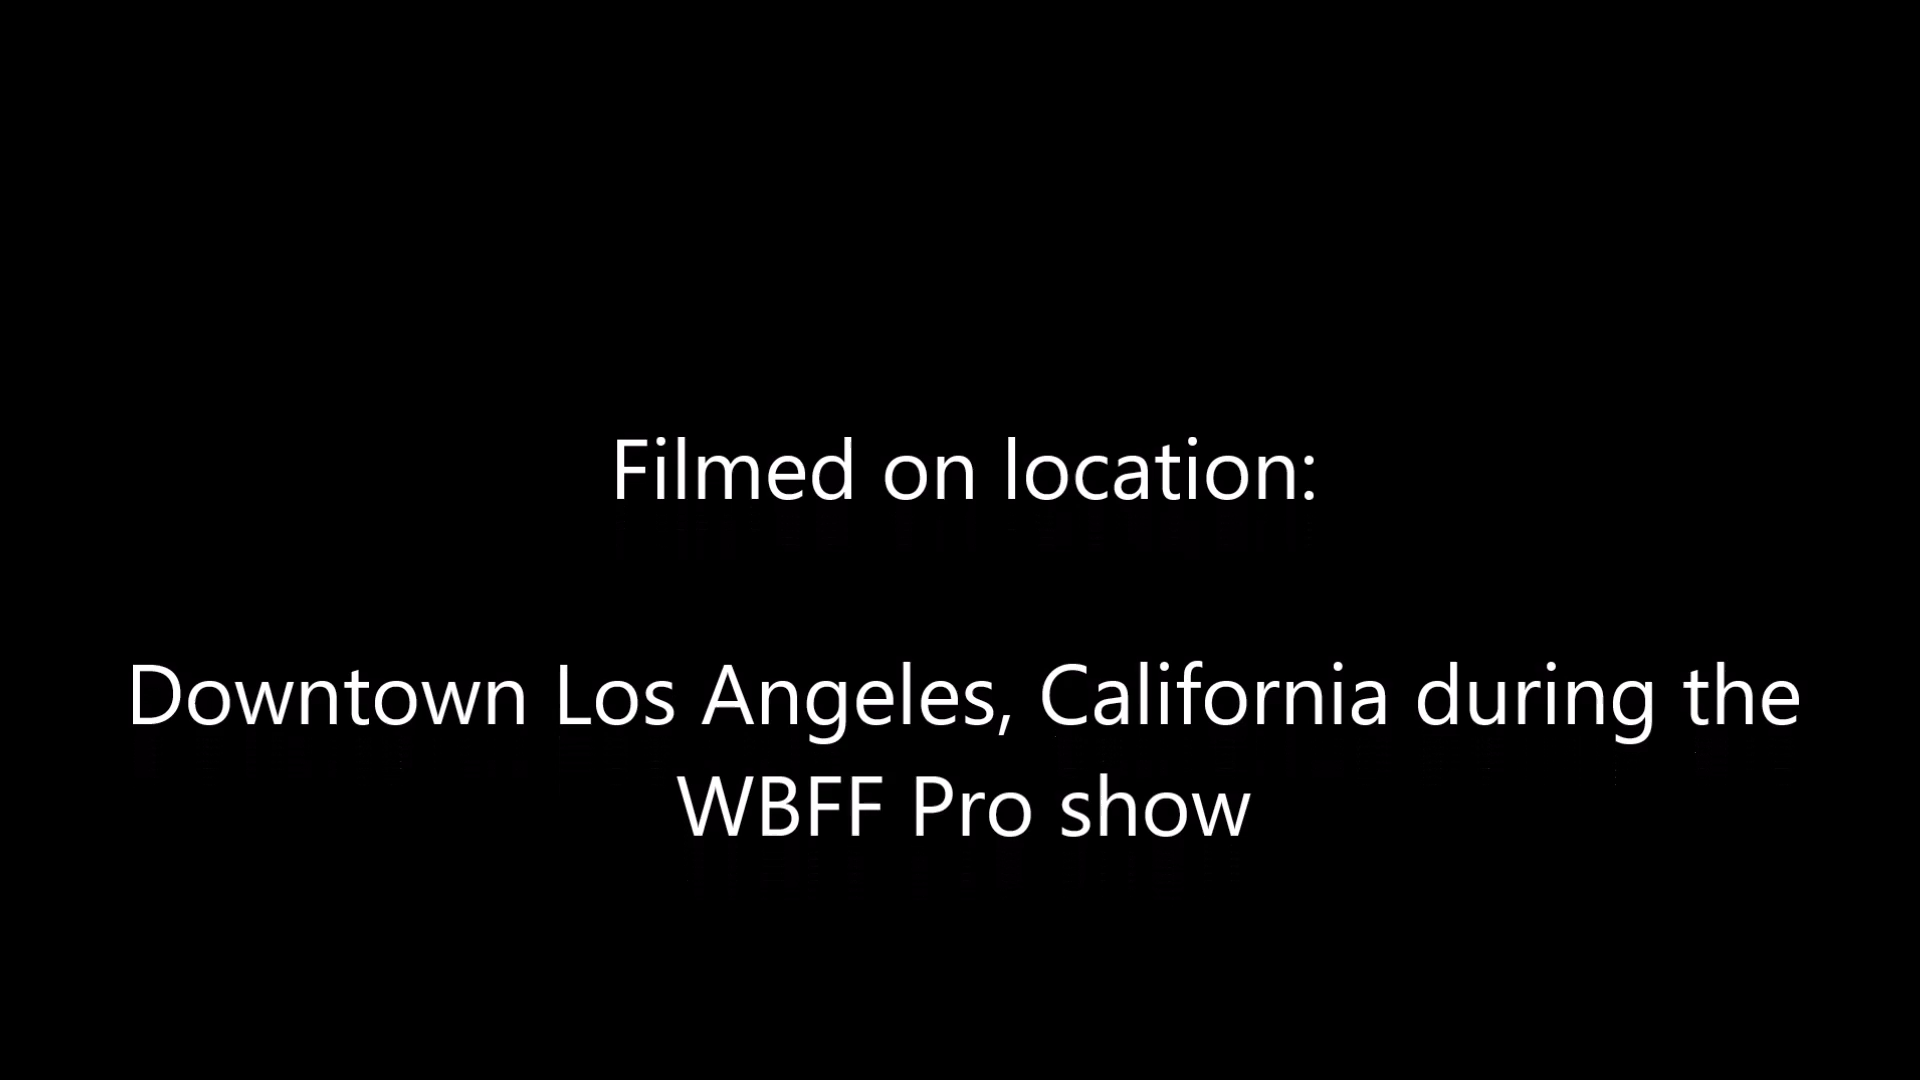 Filmed on location:
Downtown Los Angeles, California during the
WBFF Pro show